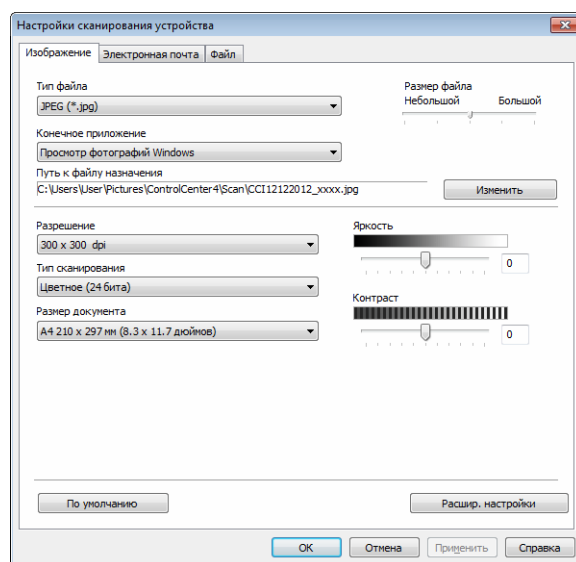 Настройки сканирования устройства
Изображение Электронная почта Файл
Тип файла
JPEG (*.jpg)
Размер файла
Небольшой Большой
Конечное приложение
Просмотр фотографий Windows
Путь к файлу назначения
C:\Users\User\Pictures\ControlCenter4\Scan\CCI12122012_xxxx.jpg
Изменить
Разрешение
300 x 300 dpi
Тип сканирования
Цветное (24 бита)
Размер документа
A4 210 x 297 мм (8.3 x 11.7 дюймов)
Яркость
0
Контраст
0
По умолчанию Расшир. настройки
OK Отмена Применить Справка